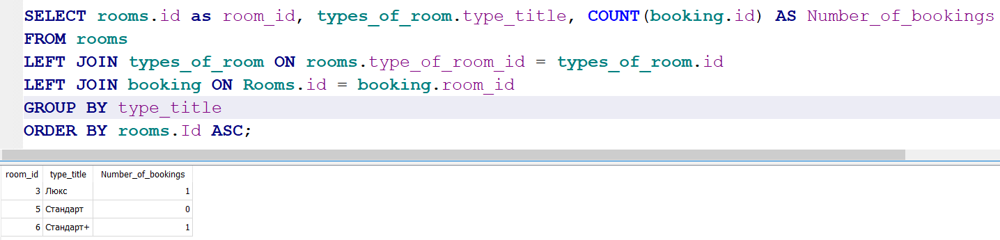 SELECT rooms.id as room_id, types_of_room.type_title, COUNT(booking.id) AS Number_of_bookings
FROM rooms
LEFT JOIN types_of_room ON rooms.type_of_room_id = types_of_room.id
LEFT JOIN booking ON Rooms.id = booking.room_id
GROUP BY type_title
ORDER BY rooms.Id ASC;
room_id type_title Number_of_bookings
3 Люкс 1
5 Стандарт 0
6 Стандарт+ 1